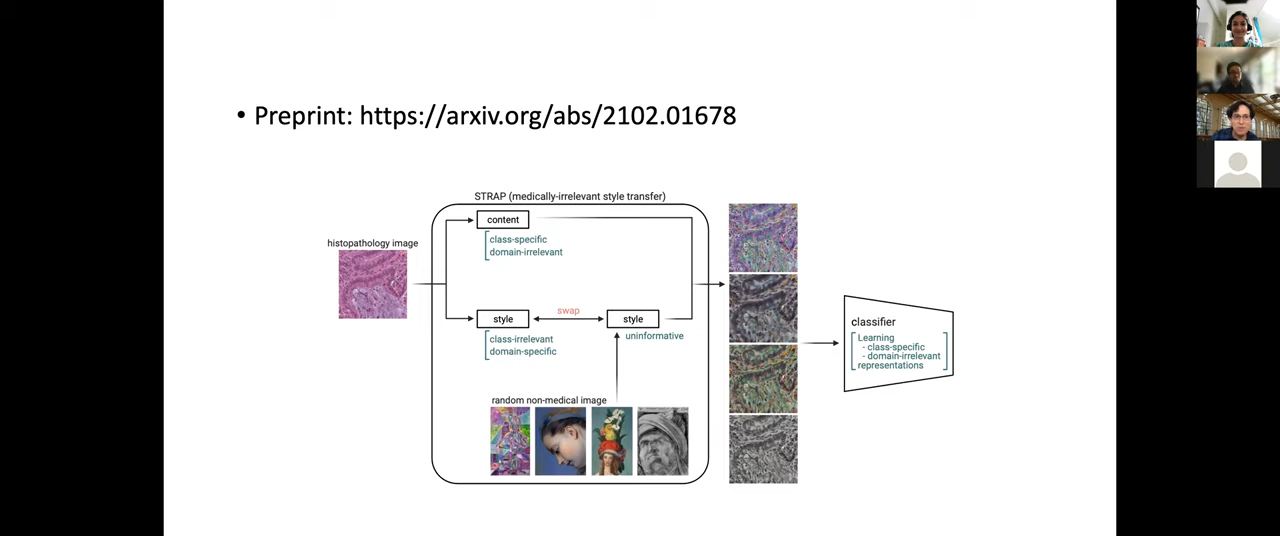 • Preprint: https://arxiv.org/abs/2102.01678
STRAP (medically-irrelevant style transfer)
content
class-specific
domain-irrelevant
histopathology image
style
swap
style
class-irrelevant
domain-specific
uninformative
random non-medical image
classifier
Learning
- class-specific
- domain-irrelevant
representations